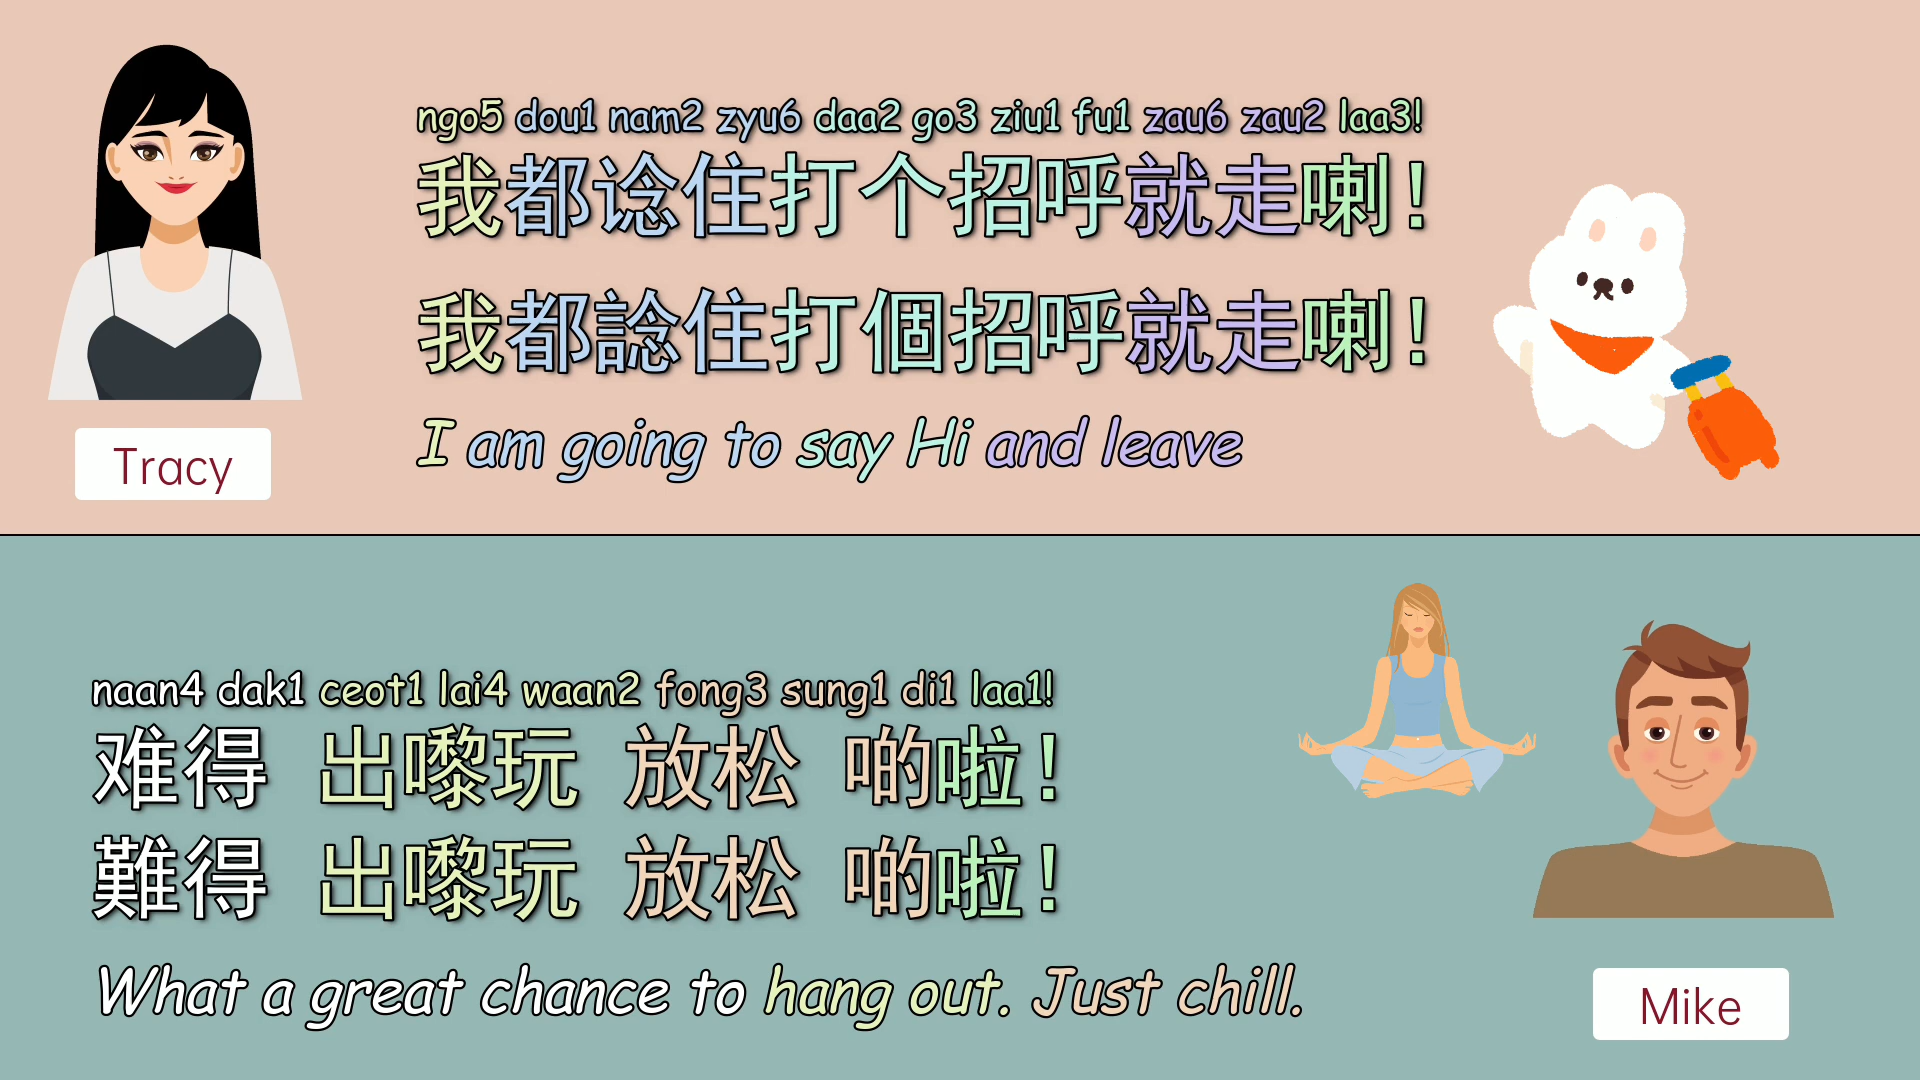 ngo5 dou1 nam2 zyu6 daa2 go3 ziu1 fu1 zau6 zau2 laa3!
我都谂住打个招呼就走喇!
我都諗住打個招呼就走喇!
I am going to say Hi and leave
Tracy
naan4 dak1 ceot1 lai4 waan2 fong3 sung1 di1 laa1!
难得 出嚟玩 放松 啲啦!
難得 出嚟玩 放松 啲啦!
What a great chance to hang out. Just chill.
Mike